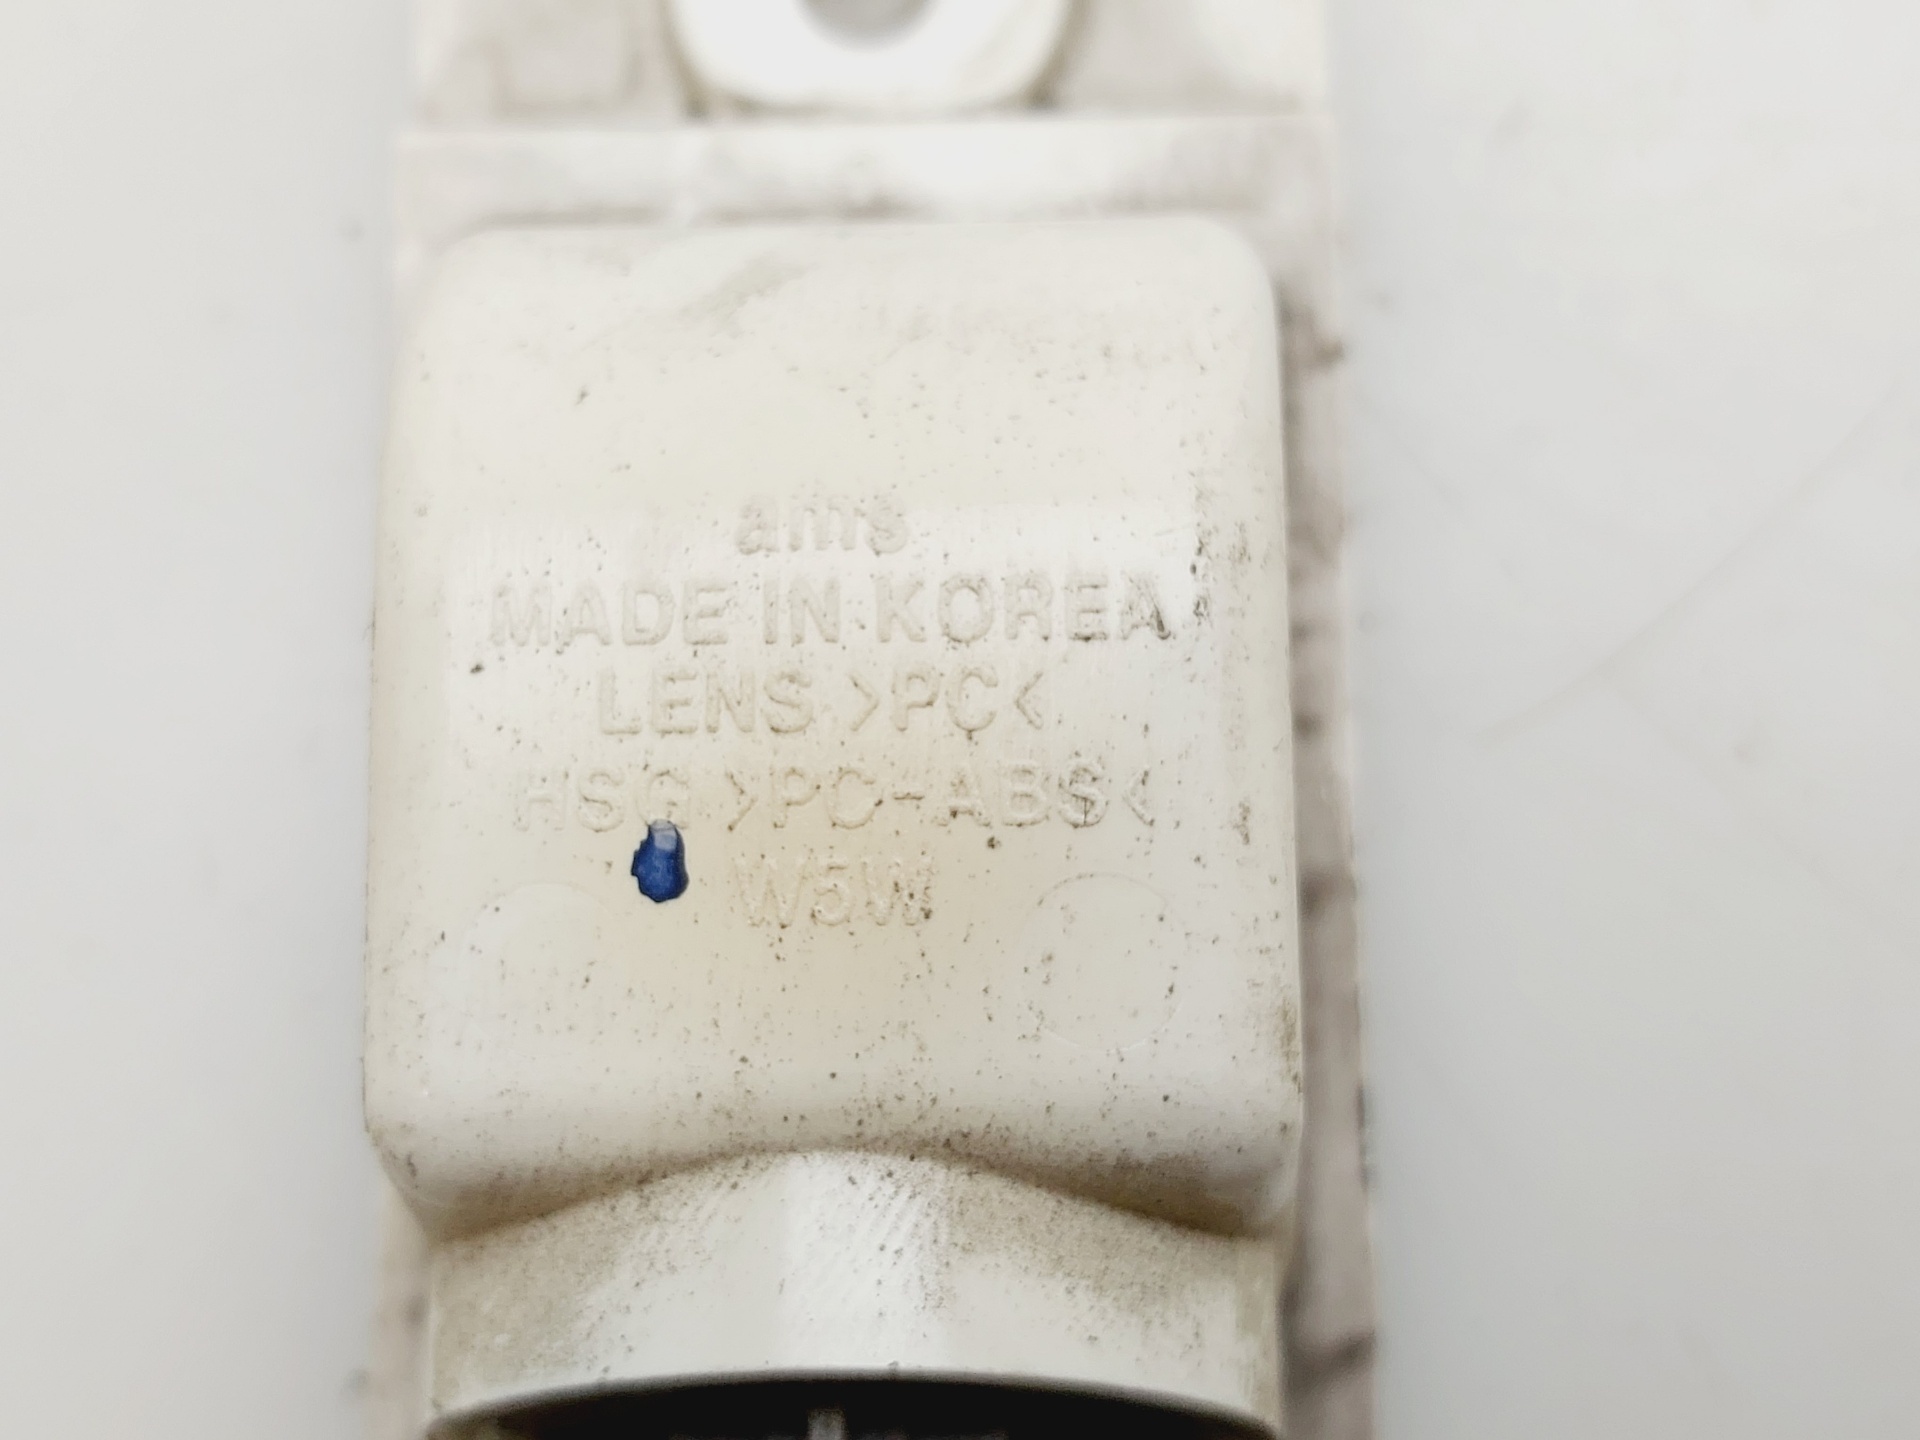 ams
MADE IN KOREA
LENS >PC<
HSG >PC-ABS<
W5W